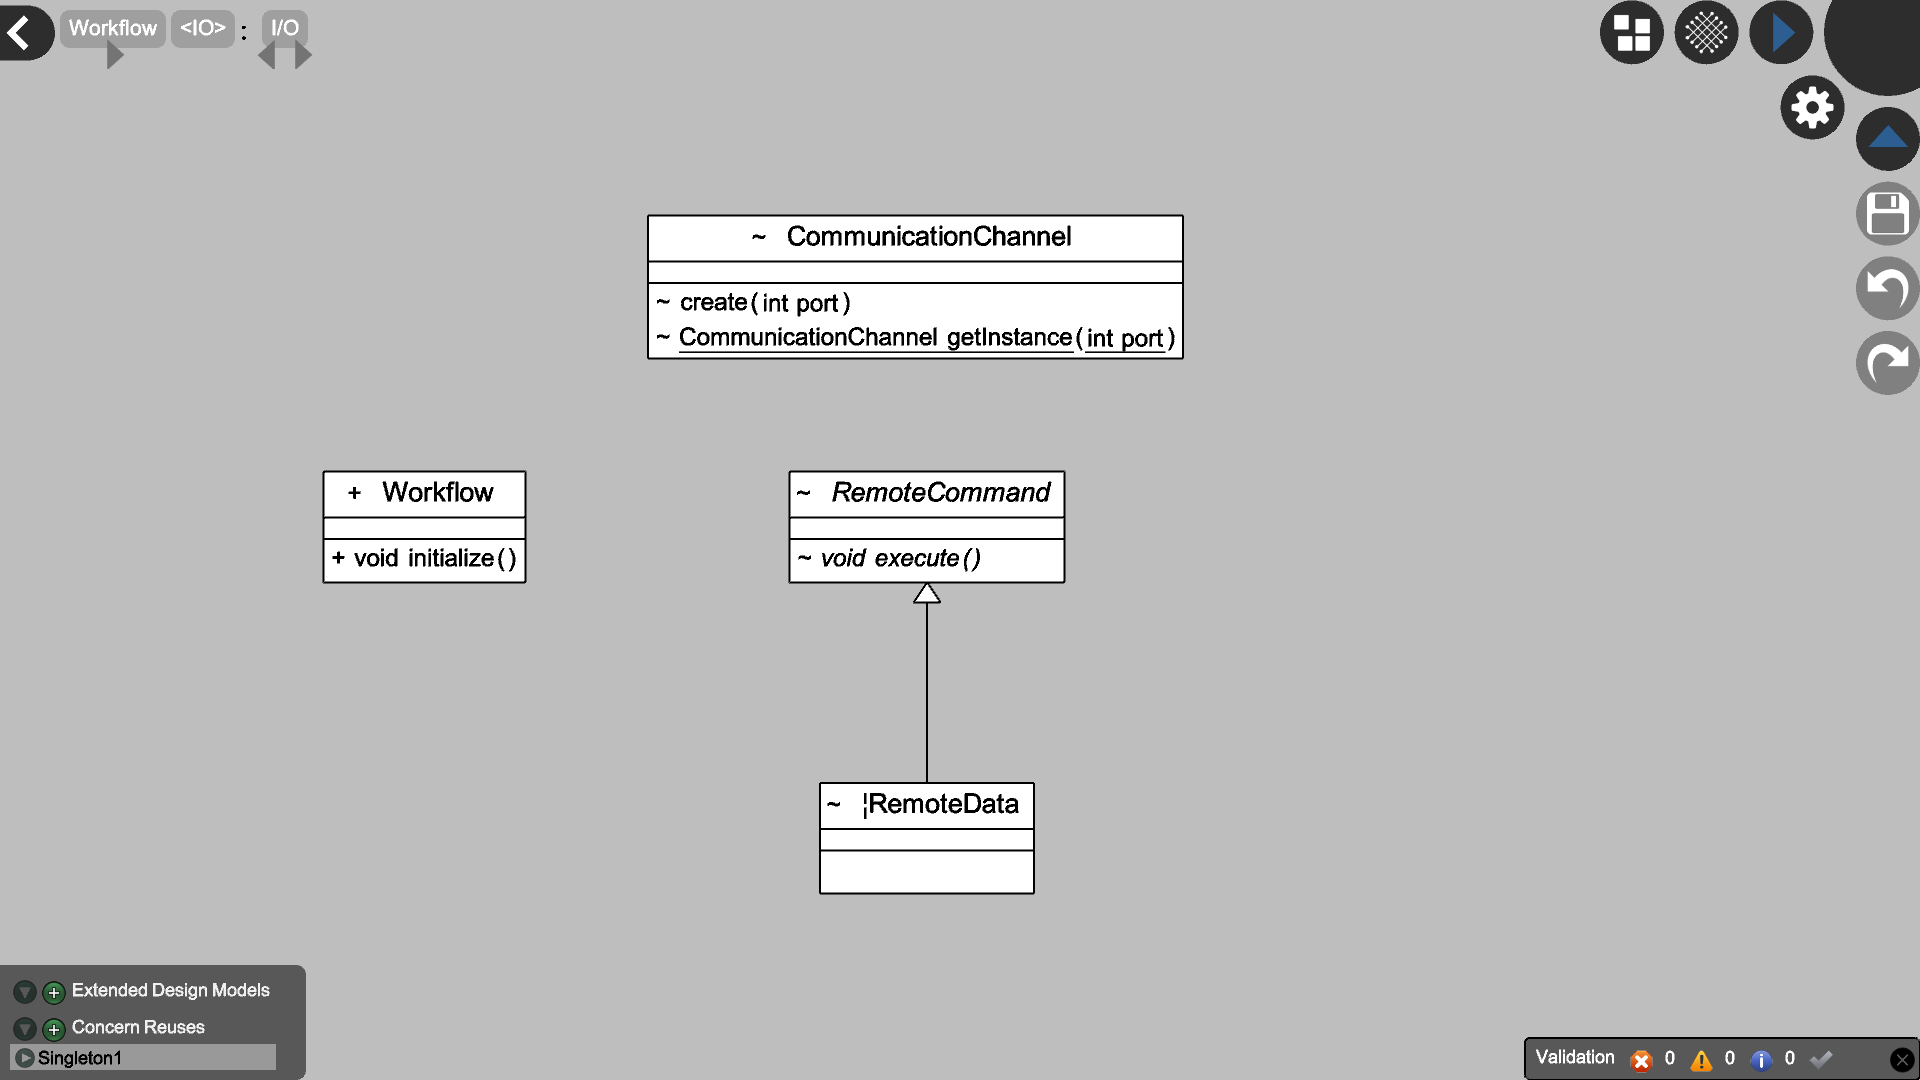 Workflow <IO> : I/O
~ CommunicationChannel
~ create(int port)
~ CommunicationChannel getInstance(int port)
+ Workflow
+ void initialize()
~ RemoteCommand
~ void execute()
~ ¦RemoteData
Extended Design Models
Concern Reuses
Singleton1
Validation 0 0 0